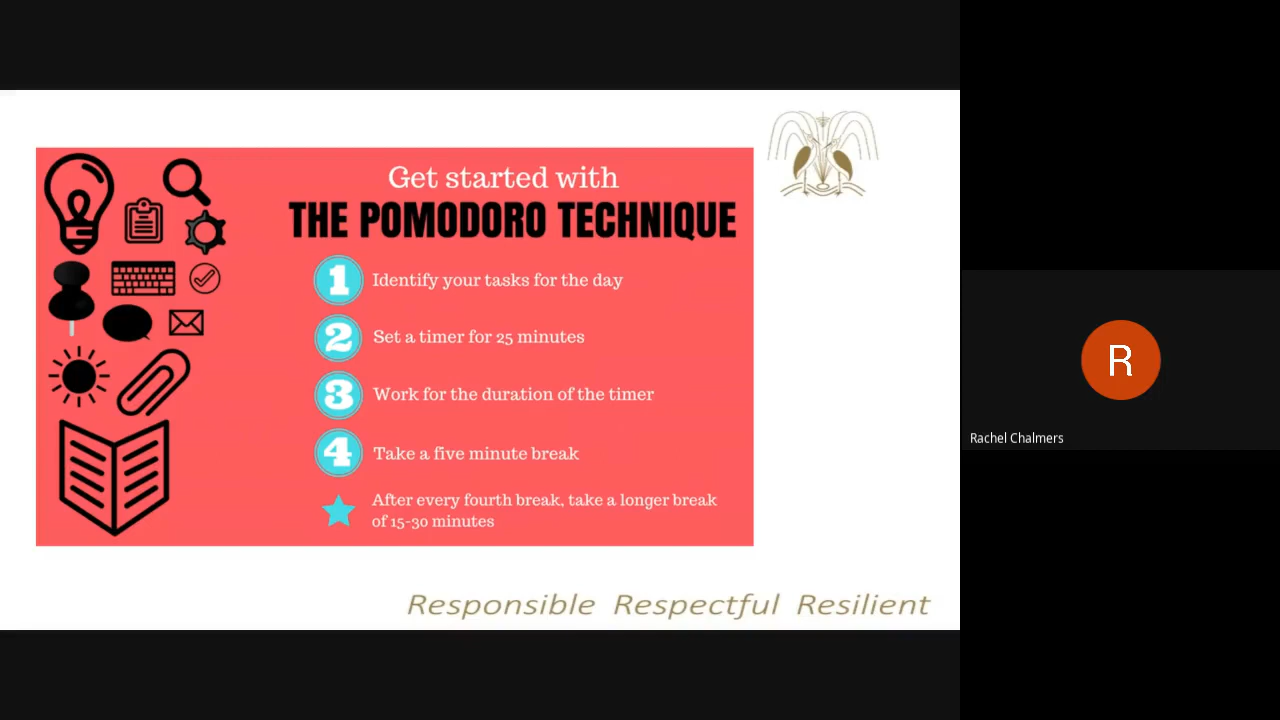 Get started with
THE POMODORO TECHNIQUE
1 Identify your tasks for the day
2 Set a timer for 25 minutes
3 Work for the duration of the timer
4 Take a five minute break
After every fourth break, take a longer break
of 15-30 minutes
Responsible Respectful Resilient
R
Rachel Chalmers